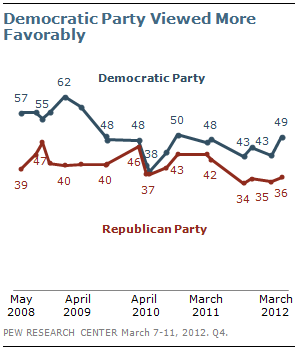 Democratic Party Viewed More
Favorably
Democratic Party
57 55 62 48 48 38 50 48 43 43 49
39 47 40 40 46 37 43 42 34 35 36
Republican Party
May April April March March
2008 2009 2010 2011 2012
PEW RESEARCH CENTER March 7-11, 2012. Q4.